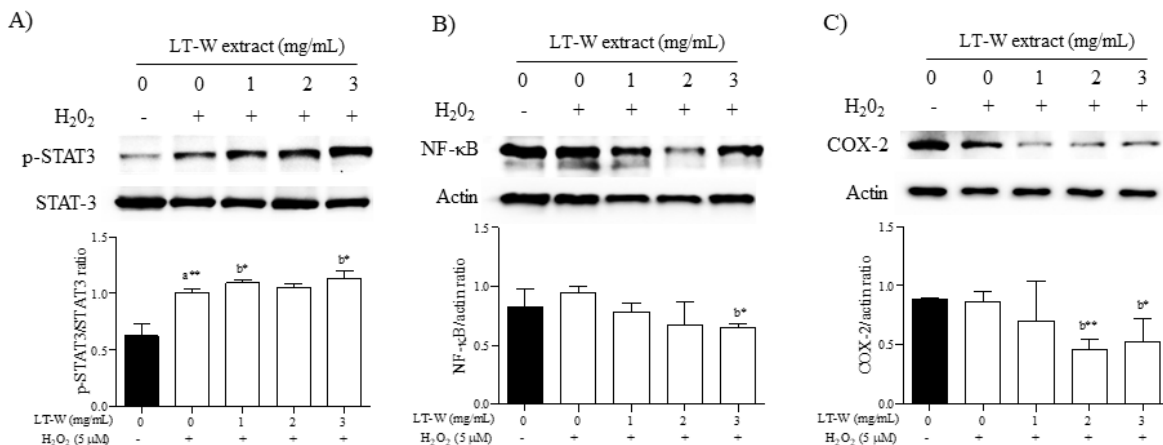 A)
LT-W extract (mg/mL)
0 0 1 2 3
H₂0₂ - + + + +
p-STAT3
STAT-3
p-STAT3/STAT3 ratio
1.5
1.0
0.5
0.0
a** b* b*
LT-W (mg/mL) 0 0 1 2 3
H₂O₂ (5 μM) - + + + +
B)
LT-W extract (mg/mL)
0 0 1 2 3
H₂0₂ - + + + +
NF-κB
Actin
NF-κB/actin ratio
1.5
1.0
0.5
0.0
b*
LT-W (mg/mL) 0 0 1 2 3
H₂O₂ (5 μM) - + + + +
C)
LT-W extract (mg/mL)
0 0 1 2 3
H₂0₂ - + + + +
COX-2
Actin
COX-2/actin ratio
1.5
1.0
0.5
0.0
b** b*
LT-W (mg/mL) 0 0 1 2 3
H₂O₂ (5 μM) - + + + +